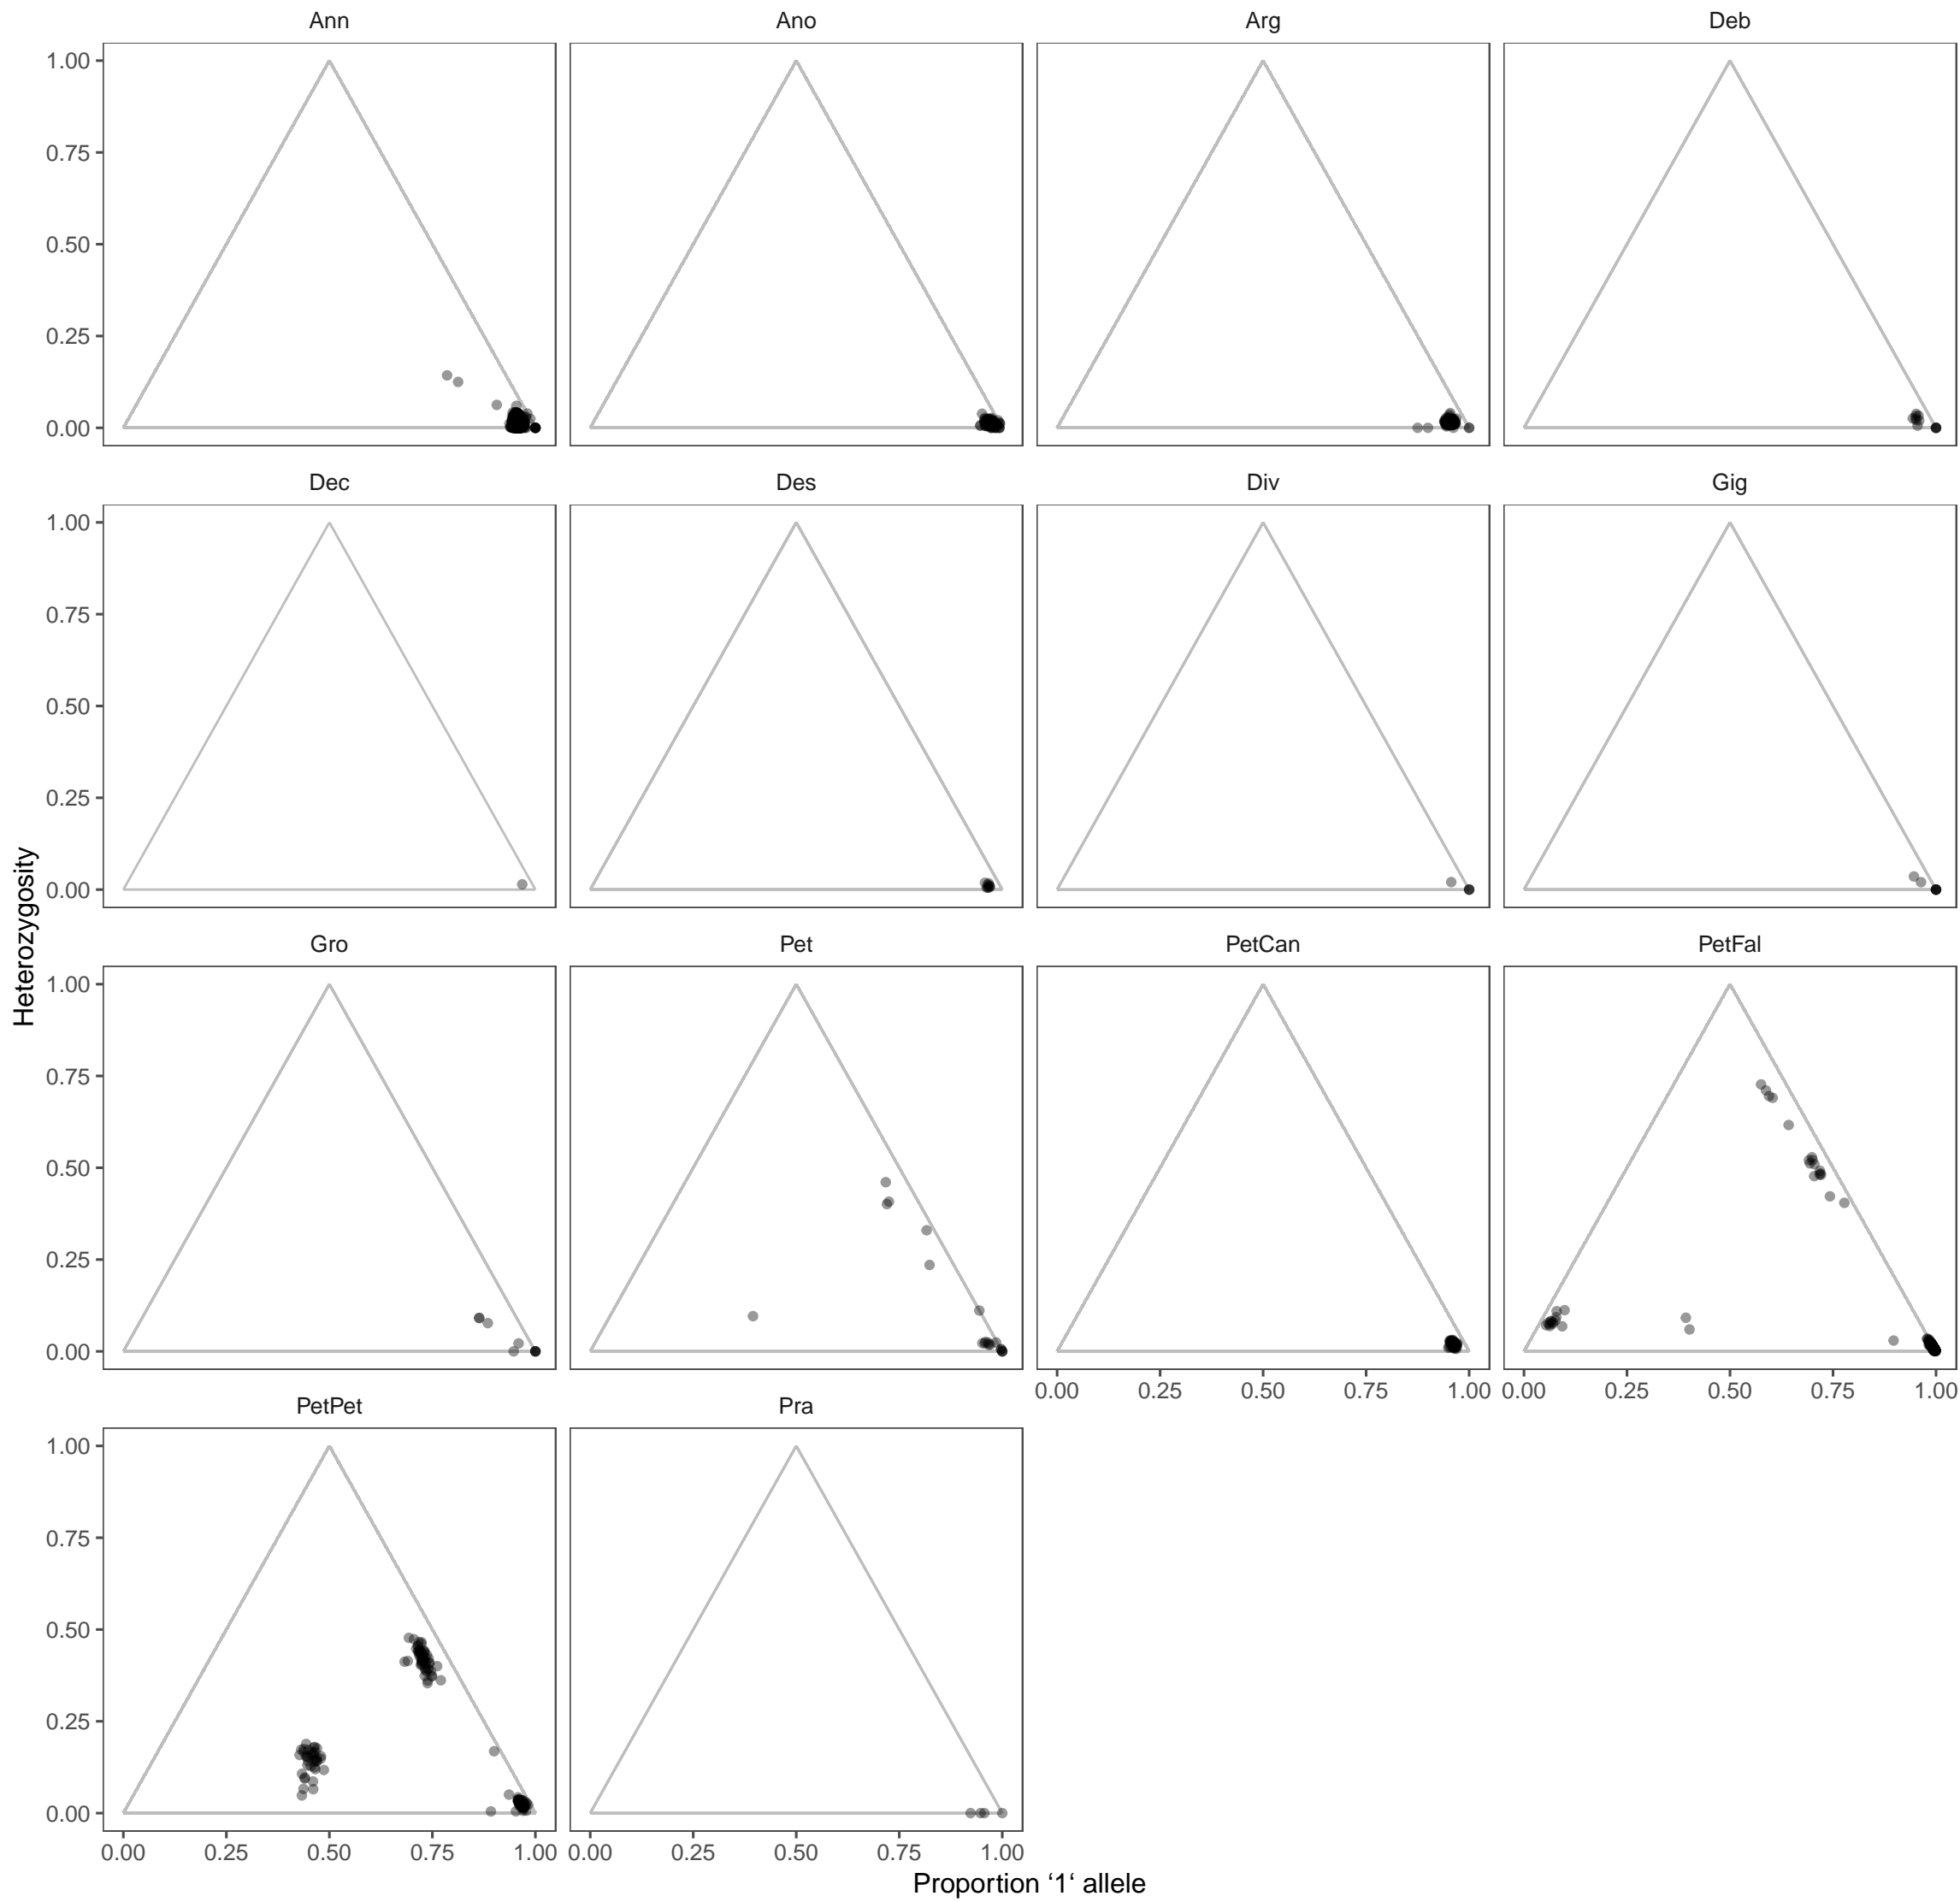 Ann Ano Arg Deb
1.00
0.75
0.50
0.25
0.00
Dec Des Div Gig
1.00
0.75
0.50
0.25
0.00
Heterozygosity
Gro Pet PetCan PetFal
1.00
0.75
0.50
0.25
0.00
0.00 0.25 0.50 0.75 1.00 0.00 0.25 0.50 0.75 1.00
PetPet Pra
1.00
0.75
0.50
0.25
0.00
0.00 0.25 0.50 0.75 1.00 0.00 0.25 0.50 0.75 1.00
Proportion ‘1‘ allele